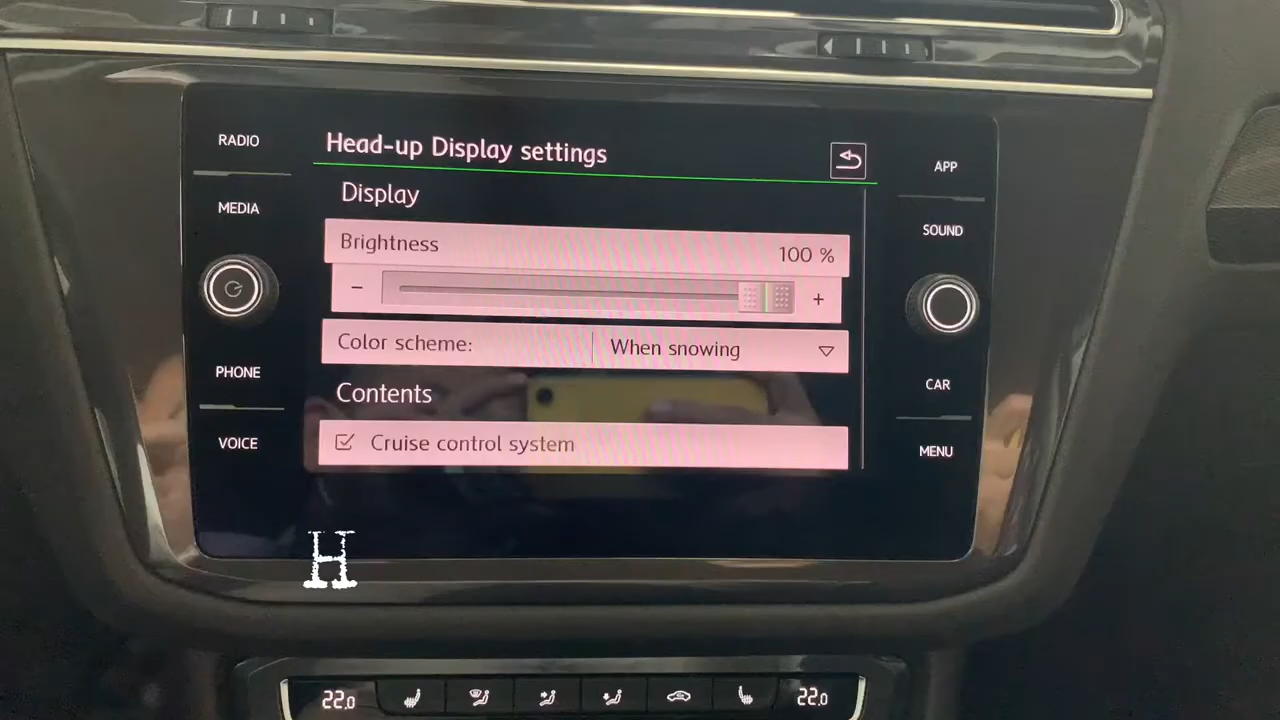 RADIO
MEDIA
PHONE
VOICE
Head-up Display settings
Display
Brightness 100 %
- +
Color scheme: When snowing
Contents
Cruise control system
APP
SOUND
CAR
MENU
H
22.0 22.0